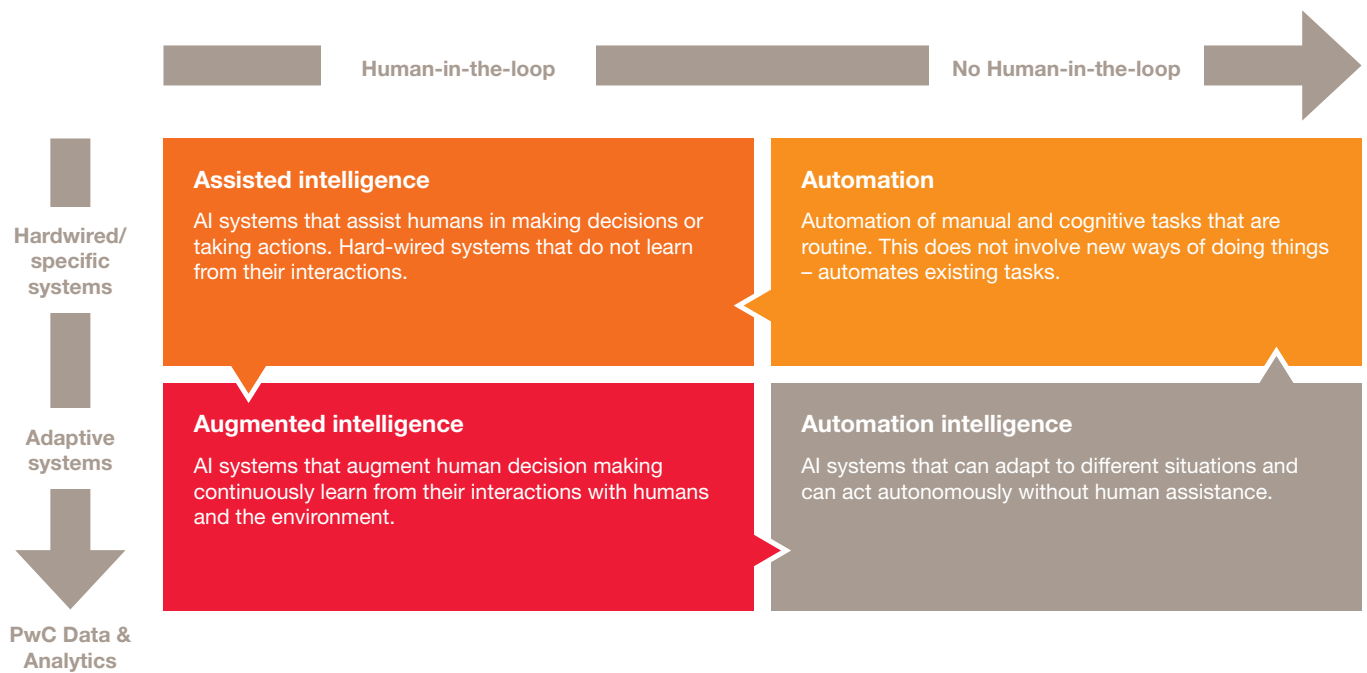 Human-in-the-loop
No Human-in-the-loop
Hardwired/
specific
systems
Adaptive
systems
PwC Data &
Analytics
Assisted intelligence
AI systems that assist humans in making decisions or
taking actions. Hard-wired systems that do not learn
from their interactions.
Automation
Automation of manual and cognitive tasks that are
routine. This does not involve new ways of doing things
– automates existing tasks.
Augmented intelligence
AI systems that augment human decision making
continuously learn from their interactions with humans
and the environment.
Automation intelligence
AI systems that can adapt to different situations and
can act autonomously without human assistance.